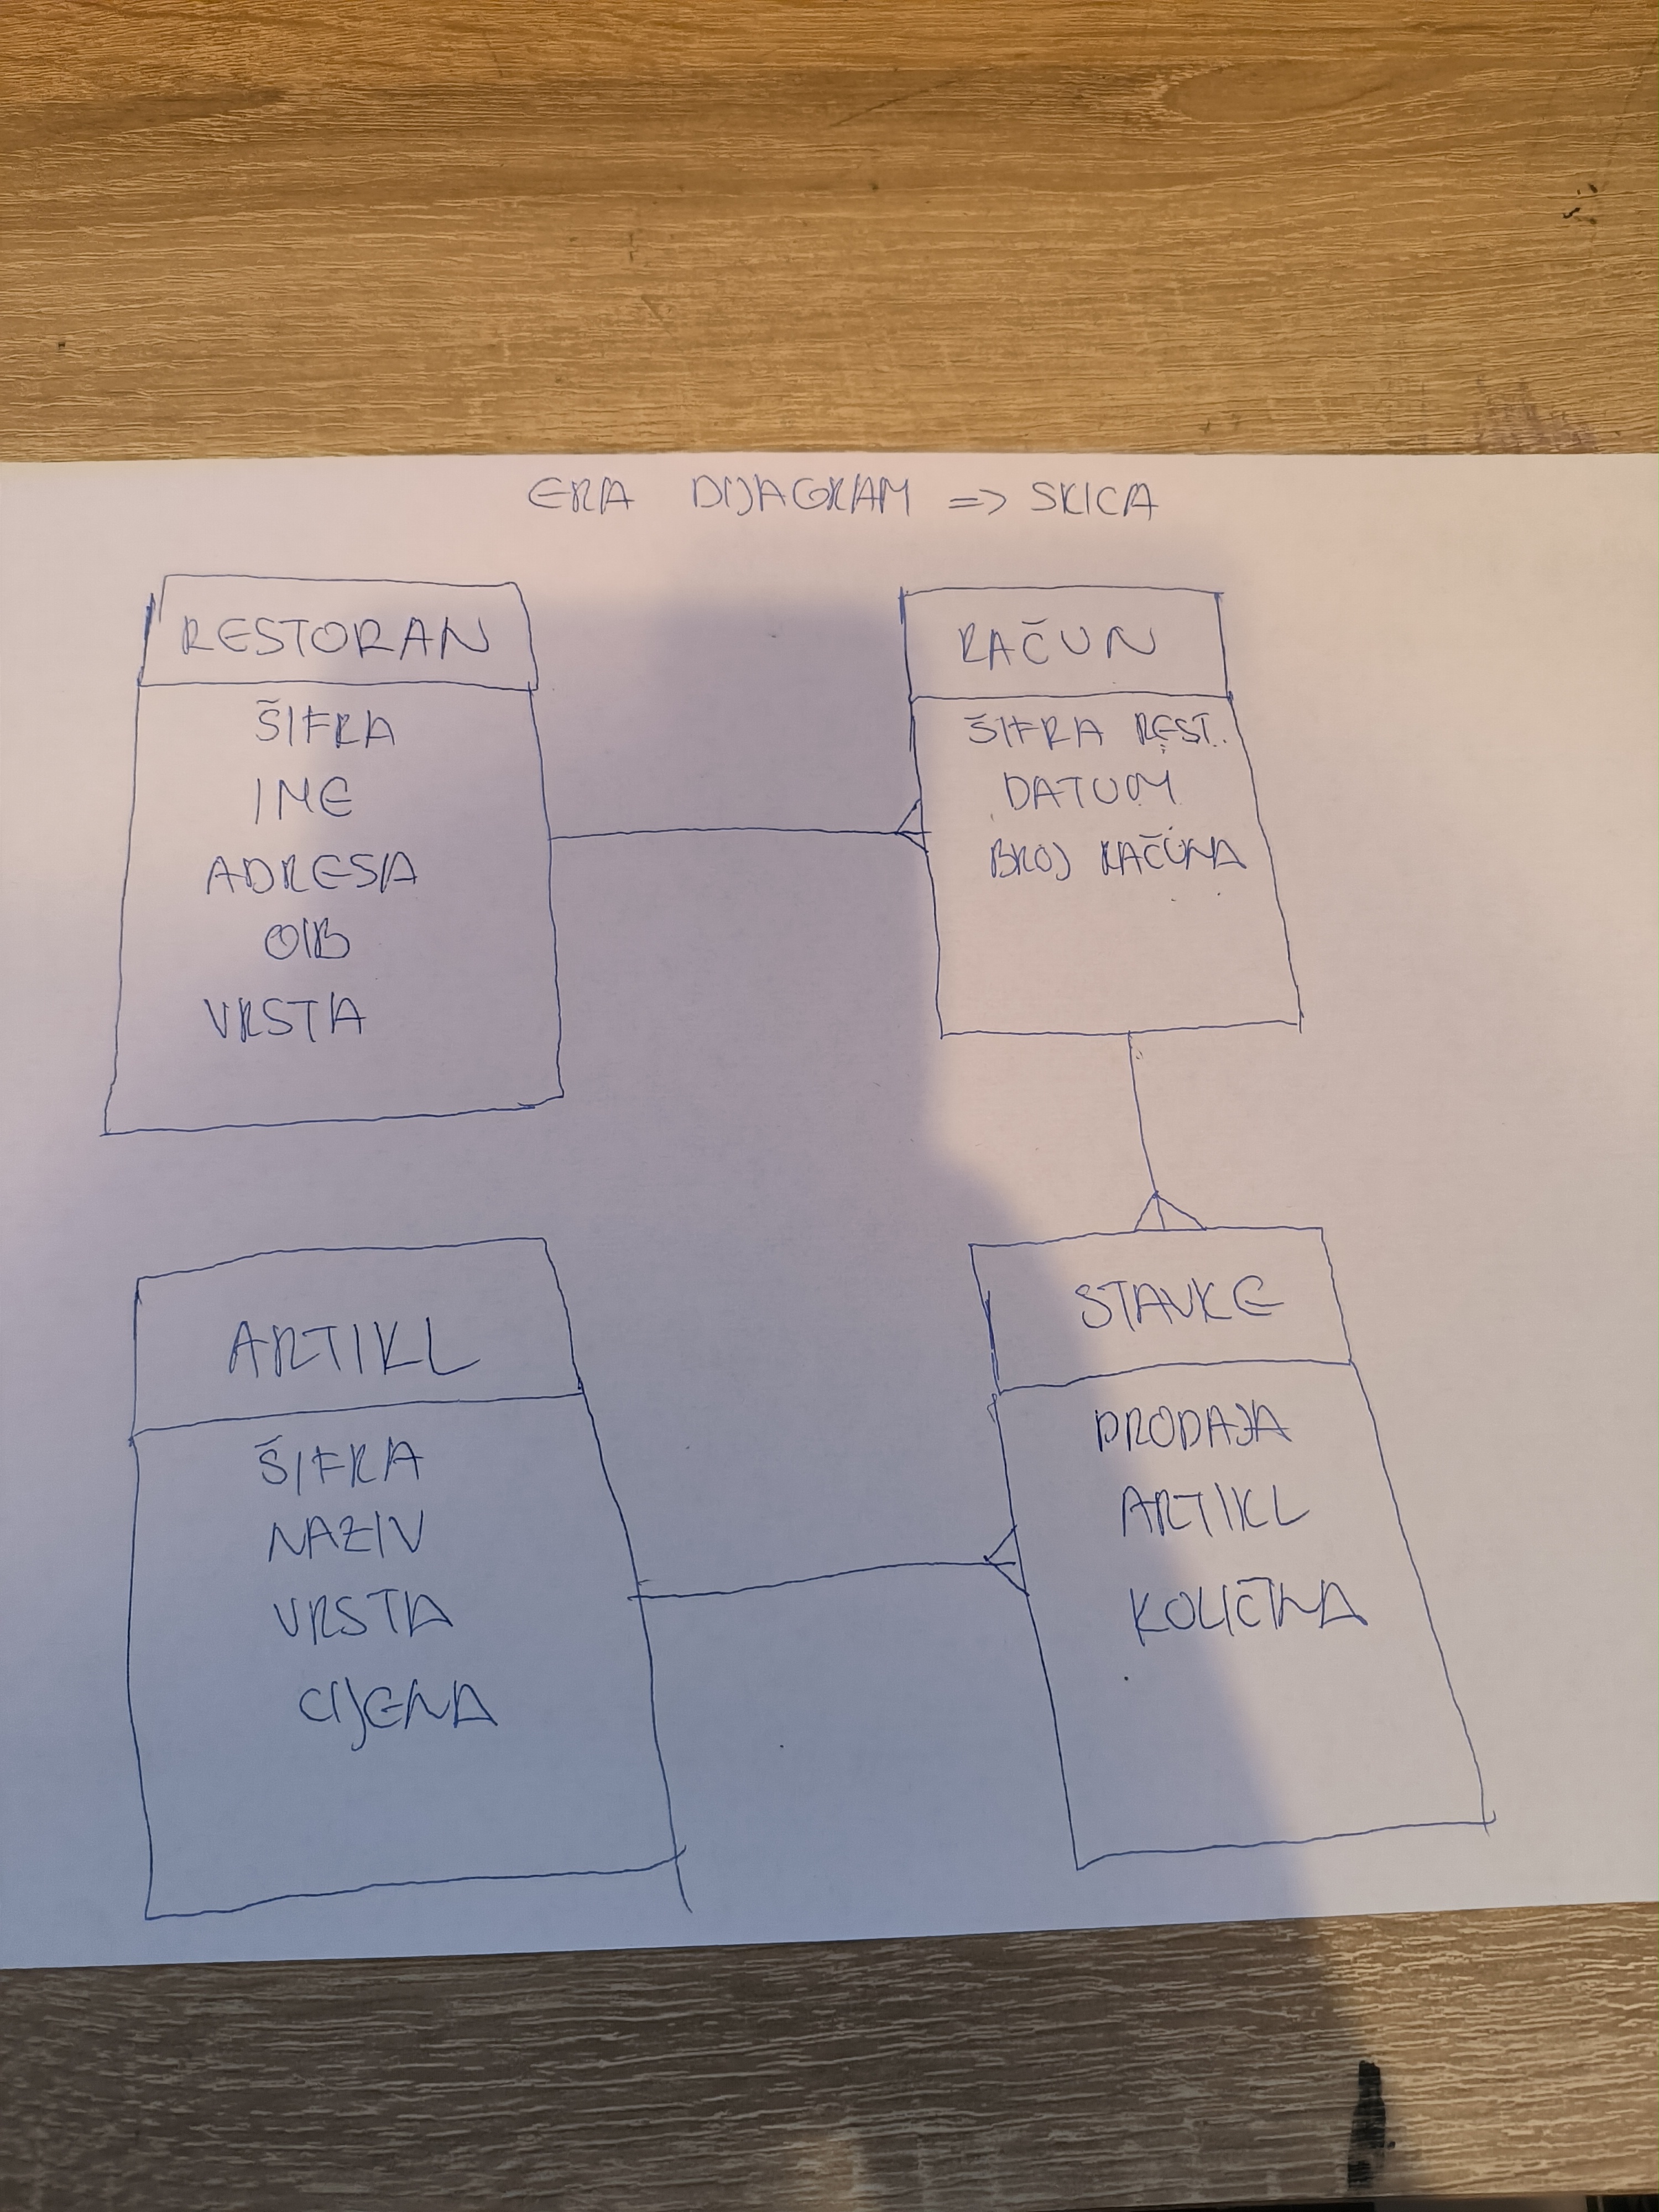 ERA DIJAGRAM => SKICA
RESTORAN
ŠIFRA
IME
ADRESA
OIB
VRSTA
RAČUN
ŠIFRA REST.
DATUM
BROJ RAČUNA
ARTIKL
ŠIFRA
NAZIV
VRSTA
CIJENA
STAVKE
PRODAJA
ARTIKL
KOLIČINA